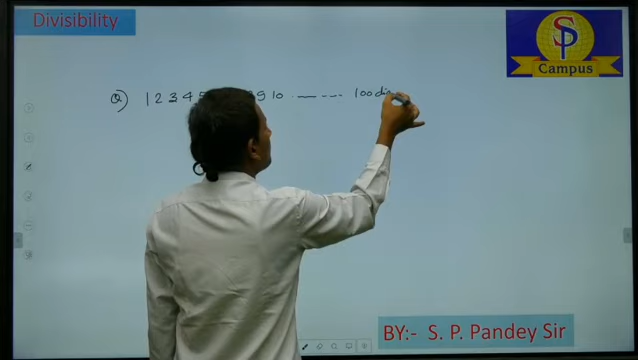 Divisibility
SP
Campus
Q) 1 2 3 4 5 9 10 ........ 100 di
BY:- S. P. Pandey Sir